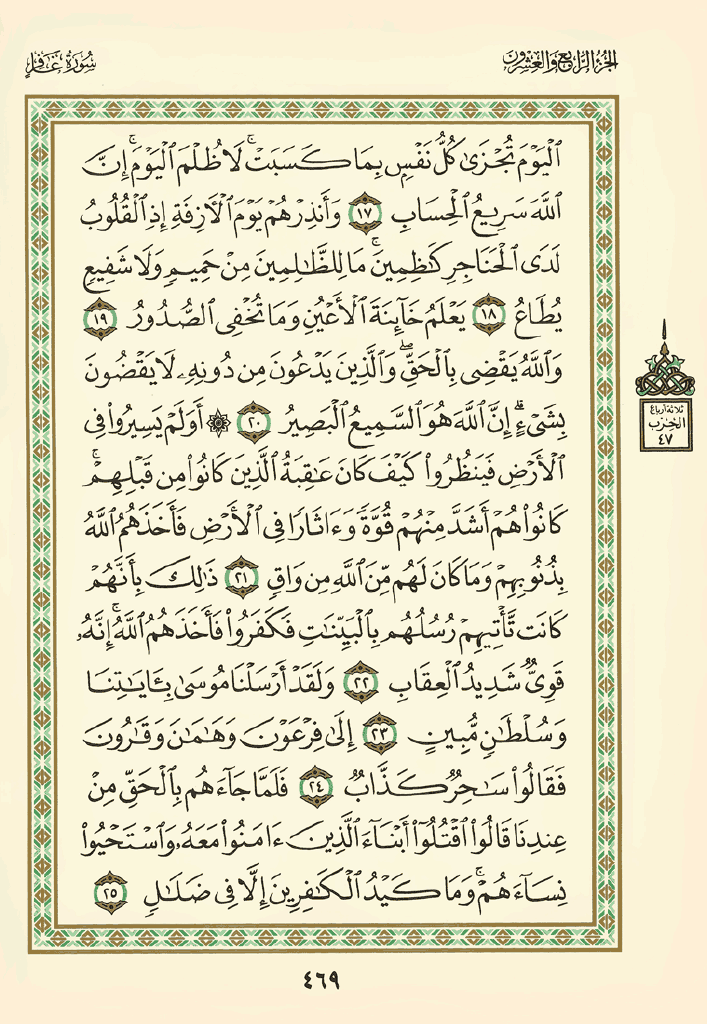 الجزء الرابع والعشرون
سورة غافر
ٱلْيَوْمَ تُجْزَىٰ كُلُّ نَفْسٍۭ بِمَا كَسَبَتْ ۚ لَا ظُلْمَ ٱلْيَوْمَ ۚ إِنَّ
ٱللَّهَ سَرِيعُ ٱلْحِسَابِ ١٧ وَأَنذِرْهُمْ يَوْمَ ٱلْءَازِفَةِ إِذِ ٱلْقُلُوبُ
لَدَى ٱلْحَنَاجِرِ كَٰظِمِينَ ۚ مَا لِلظَّٰلِمِينَ مِنْ حَمِيمٍ وَلَا شَفِيعٍ
يُطَاعُ ١٨ يَعْلَمُ خَآئِنَةَ ٱلْأَعْيُنِ وَمَا تُخْفِى ٱلصُّدُورُ ١٩
وَٱللَّهُ يَقْضِى بِٱلْحَقِّ ۖ وَٱلَّذِينَ يَدْعُونَ مِن دُونِهِۦ لَا يَقْضُونَ
بِشَىْءٍ ۗ إِنَّ ٱللَّهَ هُوَ ٱلسَّمِيعُ ٱلْبَصِيرُ ٢٠ ۞ أَوَلَمْ يَسِيرُوا۟ فِى
ٱلْأَرْضِ فَيَنظُرُوا۟ كَيْفَ كَانَ عَٰقِبَةُ ٱلَّذِينَ كَانُوا۟ مِن قَبْلِهِمْ ۚ
كَانُوا۟ هُمْ أَشَدَّ مِنْهُمْ قُوَّةً وَءَاثَارًا فِى ٱلْأَرْضِ فَأَخَذَهُمُ ٱللَّهُ
بِذُنُوبِهِمْ وَمَا كَانَ لَهُم مِّنَ ٱللَّهِ مِن وَاقٍ ٢١ ذَٰلِكَ بِأَنَّهُمْ
كَانَت تَّأْتِيهِمْ رُسُلُهُم بِٱلْبَيِّنَٰتِ فَكَفَرُوا۟ فَأَخَذَهُمُ ٱللَّهُ ۚ إِنَّهُۥ
قَوِىٌّ شَدِيدُ ٱلْعِقَابِ ٢٢ وَلَقَدْ أَرْسَلْنَا مُوسَىٰ بِـَٔايَٰتِنَا
وَسُلْطَٰنٍ مُّبِينٍ ٢٣ إِلَىٰ فِرْعَوْنَ وَهَٰمَٰنَ وَقَٰرُونَ
فَقَالُوا۟ سَٰحِرٌ كَذَّابٌ ٢٤ فَلَمَّا جَآءَهُم بِٱلْحَقِّ مِنْ
عِندِنَا قَالُوا۟ ٱقْتُلُوٓا۟ أَبْنَآءَ ٱلَّذِينَ ءَامَنُوا۟ مَعَهُۥ وَٱسْتَحْيُوا۟
نِسَآءَهُمْ ۚ وَمَا كَيْدُ ٱلْكَٰفِرِينَ إِلَّا فِى ضَلَٰلٍ ٢٥
ثلاثة أرباع
الحزب
٤٧
٤٦٩